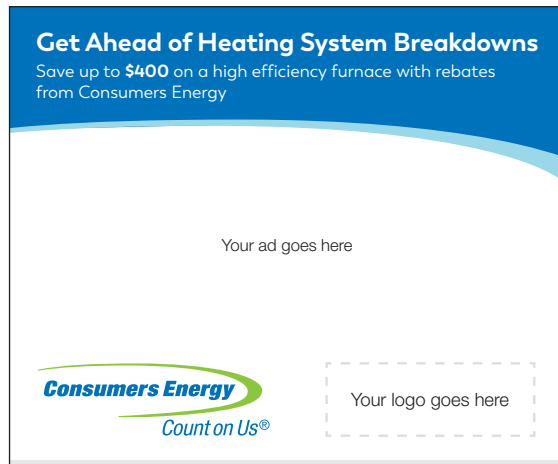 Get Ahead of Heating System Breakdowns
Save up to $400 on a high efficiency furnace with rebates
from Consumers Energy
Your ad goes here
Consumers Energy
Count on Us®
Your logo goes here